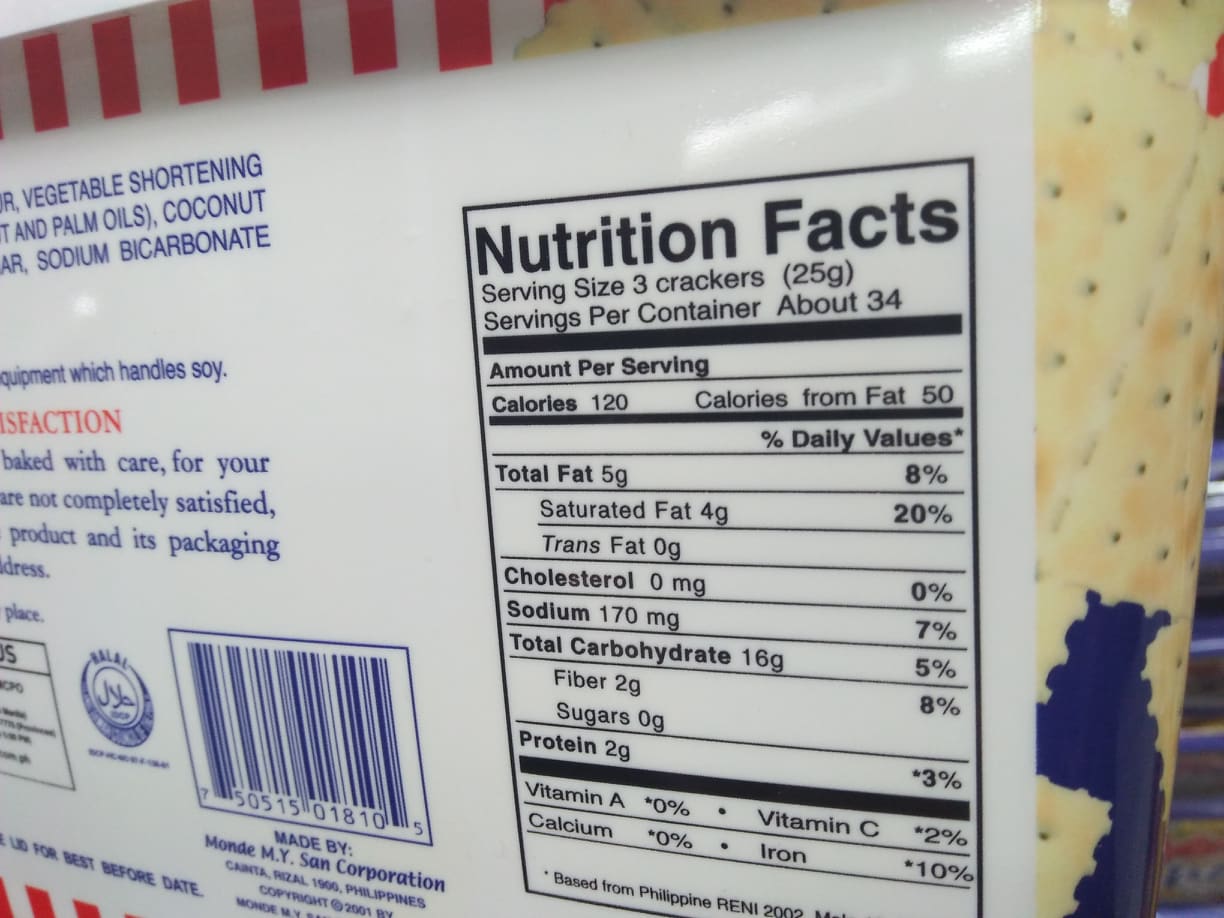 VEGETABLE SHORTENING
AND PALM OILS), COCONUT
SODIUM BICARBONATE
which handles soy.
baked with care, for your
are not completely satisfied,
product and its packaging
place.
HALAL
7 50515 01810 5
MADE BY:
Monde M.Y. San Corporation
CAINTA, RIZAL 1900, PHILIPPINES
COPYRIGHT © 2001 BY
MONDE M.Y.
LID FOR BEST BEFORE DATE.
Nutrition Facts
Serving Size 3 crackers (25g)
Servings Per Container About 34
Amount Per Serving
Calories 120 Calories from Fat 50
% Daily Values*
Total Fat 5g 8%
Saturated Fat 4g 20%
Trans Fat 0g
Cholesterol 0 mg 0%
Sodium 170 mg 7%
Total Carbohydrate 16g 5%
Fiber 2g 8%
Sugars 0g
Protein 2g *3%
Vitamin A *0% • Vitamin C *2%
Calcium *0% • Iron *10%
* Based from Philippine RENI 2002